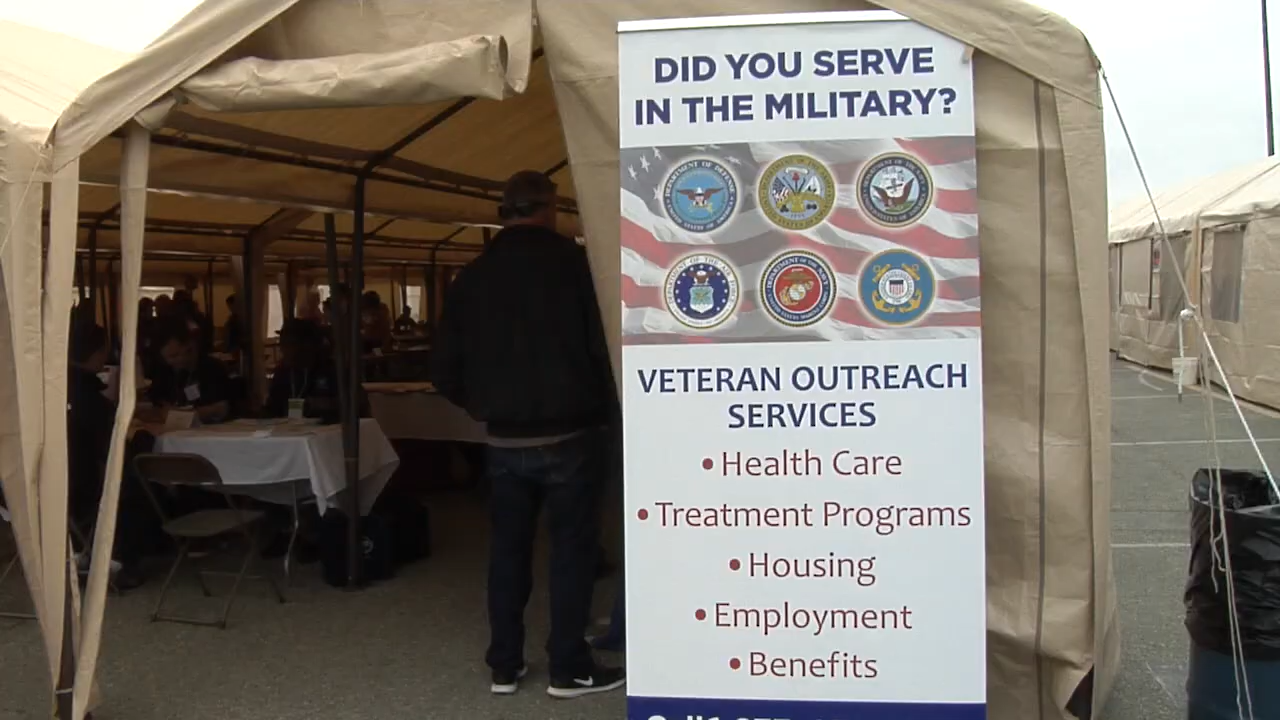 DID YOU SERVE
IN THE MILITARY?
VETERAN OUTREACH
SERVICES
• Health Care
• Treatment Programs
• Housing
• Employment
• Benefits